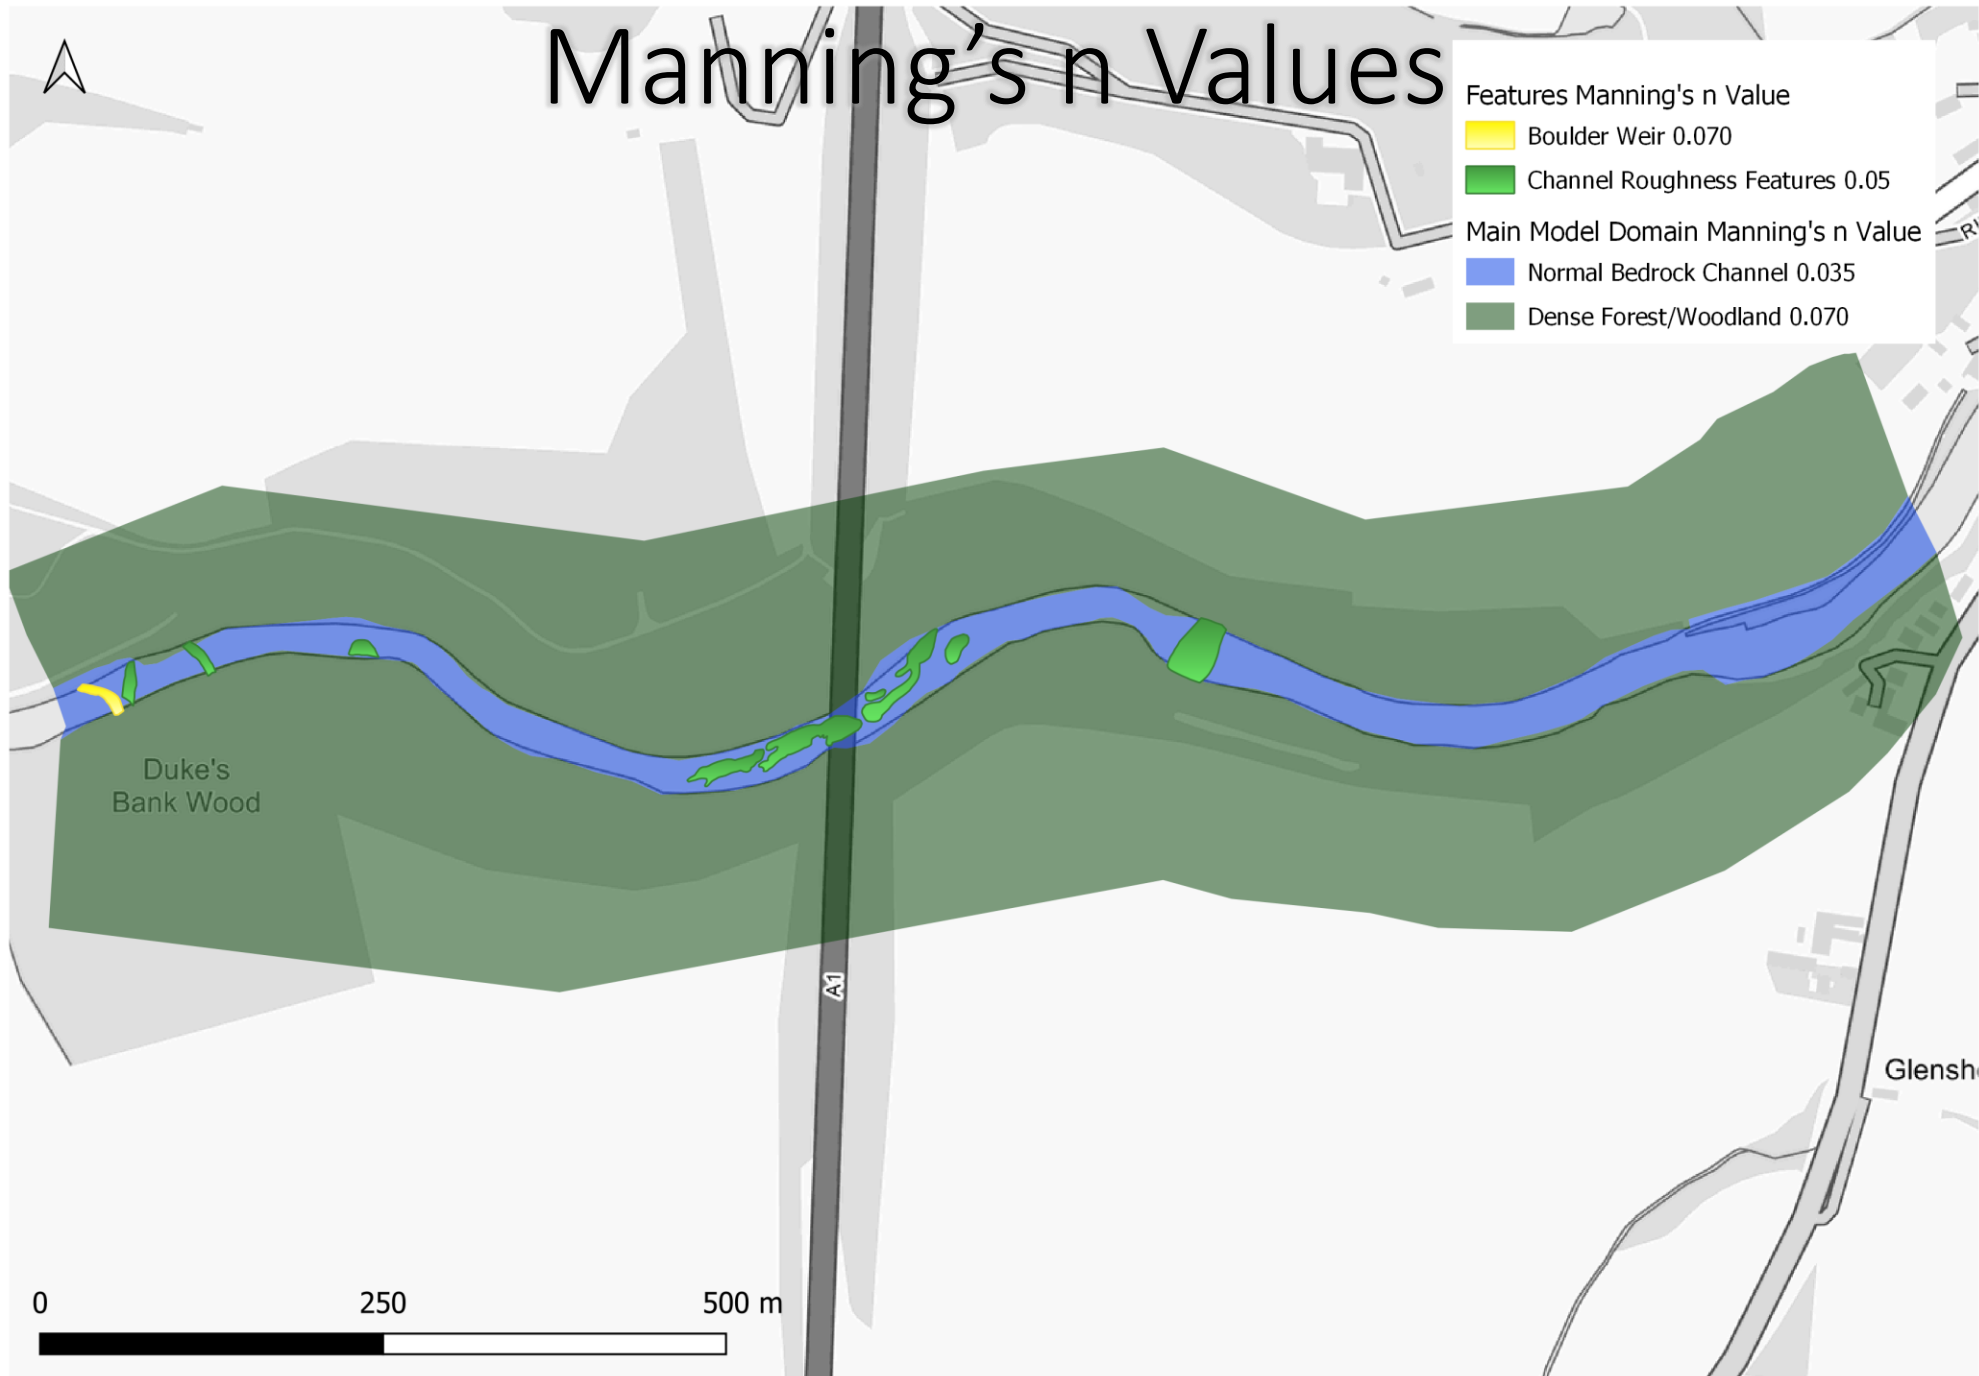 Manning's n Values
Features Manning's n Value
Boulder Weir 0.070
Channel Roughness Features 0.05
Main Model Domain Manning's n Value
Normal Bedrock Channel 0.035
Dense Forest/Woodland 0.070
Duke's
Bank Wood
A1
Glensh
0 250 500 m